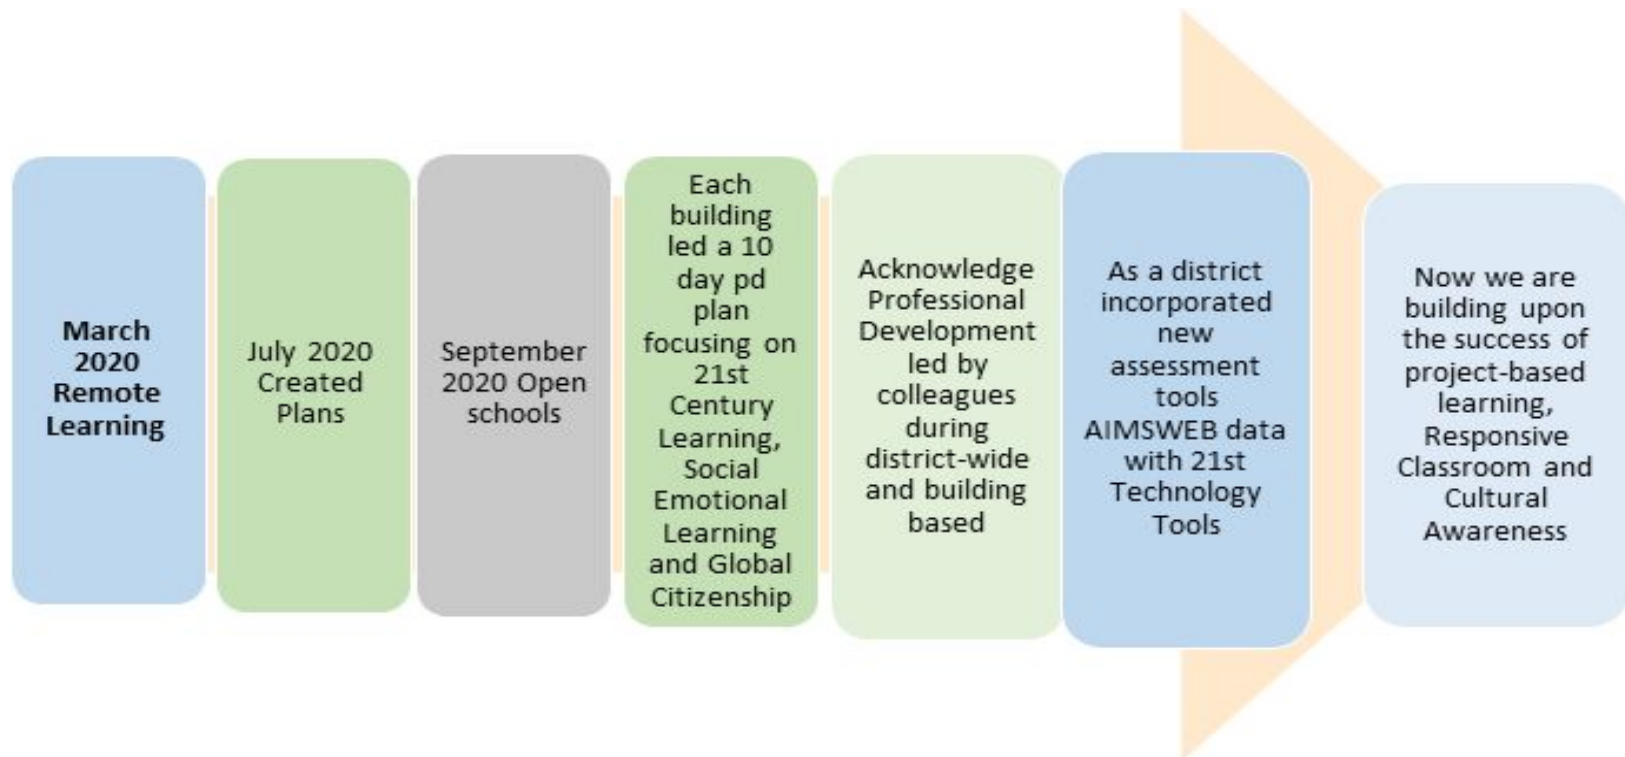 March
2020
Remote
Learning
July 2020
Created
Plans
September
2020 Open
schools
Each
building
led a 10
day pd
plan
focusing on
21st
Century
Learning,
Social
Emotional
Learning
and Global
Citizenship
Acknowledge
Professional
Development
led by
colleagues
during
district-wide
and building
based
As a district
incorporated
new
assessment
tools
AIMSWEB data
with 21st
Technology
Tools
Now we are
building upon
the success of
project-based
learning,
Responsive
Classroom and
Cultural
Awareness